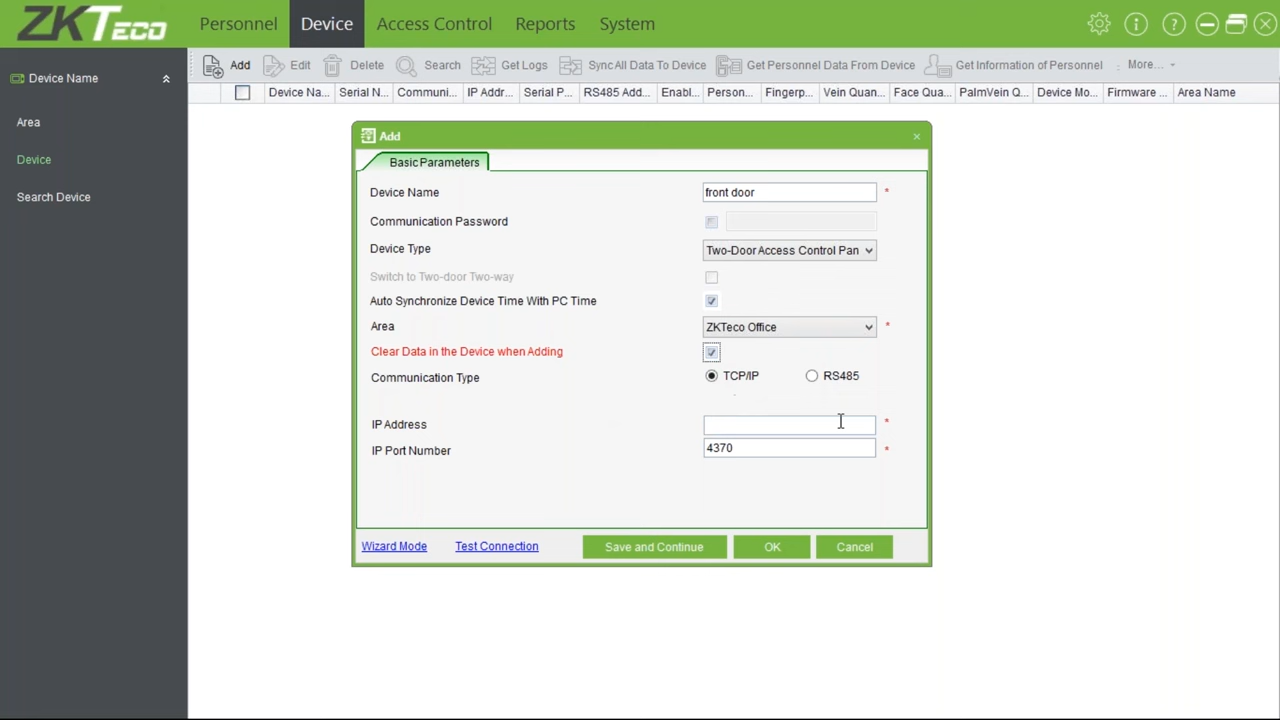 ZKTeco Personnel Device Access Control Reports System
Device Name
Add Edit Delete Search Get Logs Sync All Data To Device Get Personnel Data From Device Get Information of Personnel More...
Device Na... Serial N... Communi... IP Addr... Serial P... RS485 Add... Enabl... Person... Fingerp... Vein Quan... Face Qua... PalmVein Q... Device Mo... Firmware ... Area Name
Area
Device
Search Device
Add
Basic Parameters
Device Name front door *
Communication Password
Device Type Two-Door Access Control Pan
Switch to Two-door Two-way
Auto Synchronize Device Time With PC Time
Area ZKTeco Office *
Clear Data in the Device when Adding
Communication Type TCP/IP RS485
IP Address *
IP Port Number 4370 *
Wizard Mode Test Connection Save and Continue OK Cancel